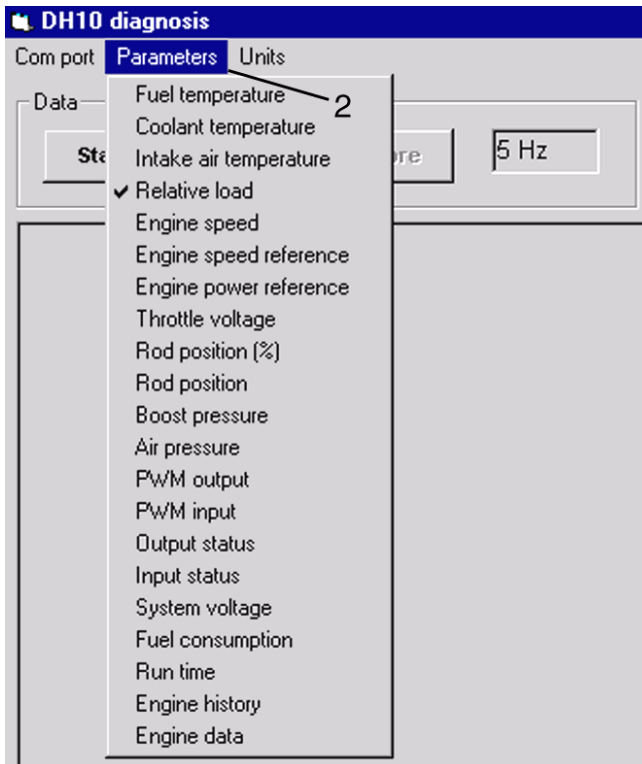 DH10 diagnosis
Com port Parameters Units
Data
Fuel temperature
2
Coolant temperature
5 Hz
Intake air temperature
Relative load
Engine speed
Engine speed reference
Engine power reference
Throttle voltage
Rod position (%)
Rod position
Boost pressure
Air pressure
PWM output
PWM input
Output status
Input status
System voltage
Fuel consumption
Run time
Engine history
Engine data